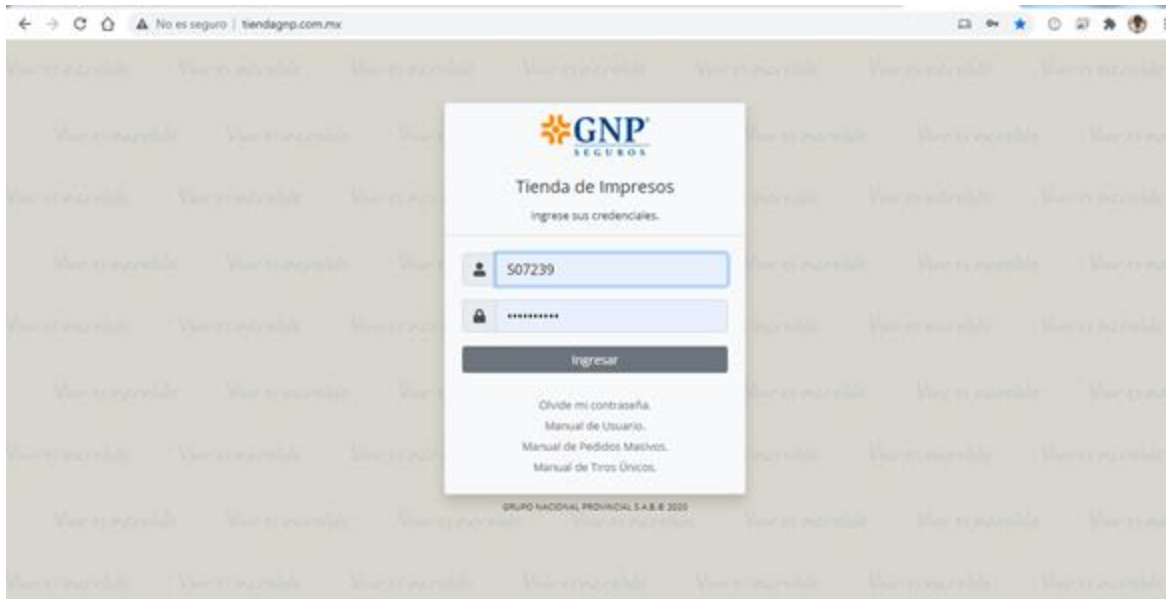 No es seguro | tiendagnp.com.mx
GNP
SEGUROS
Tienda de Impresos
Ingrese sus credenciales.
S07239
••••••••••
Ingresar
Olvide mi contraseña.
Manual de Usuario.
Manual de Pedidos Masivos.
Manual de Tiros Únicos.
GRUPO NACIONAL PROVINCIAL S.A.B.® 2020